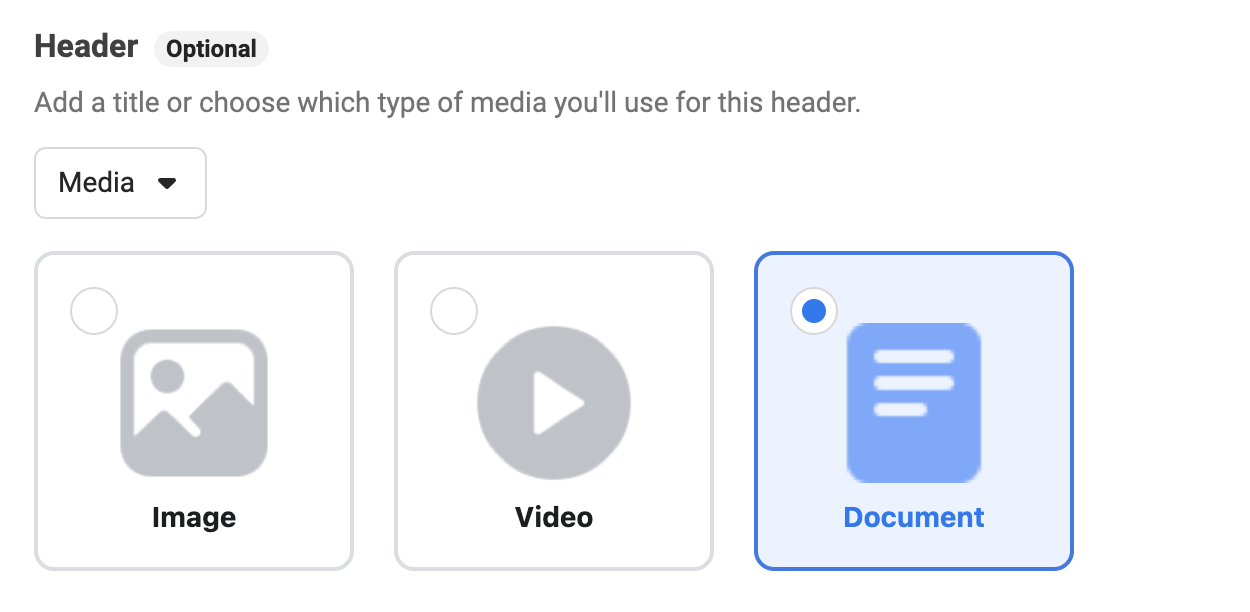 Header Optional
Add a title or choose which type of media you'll use for this header.
Media
Image Video Document